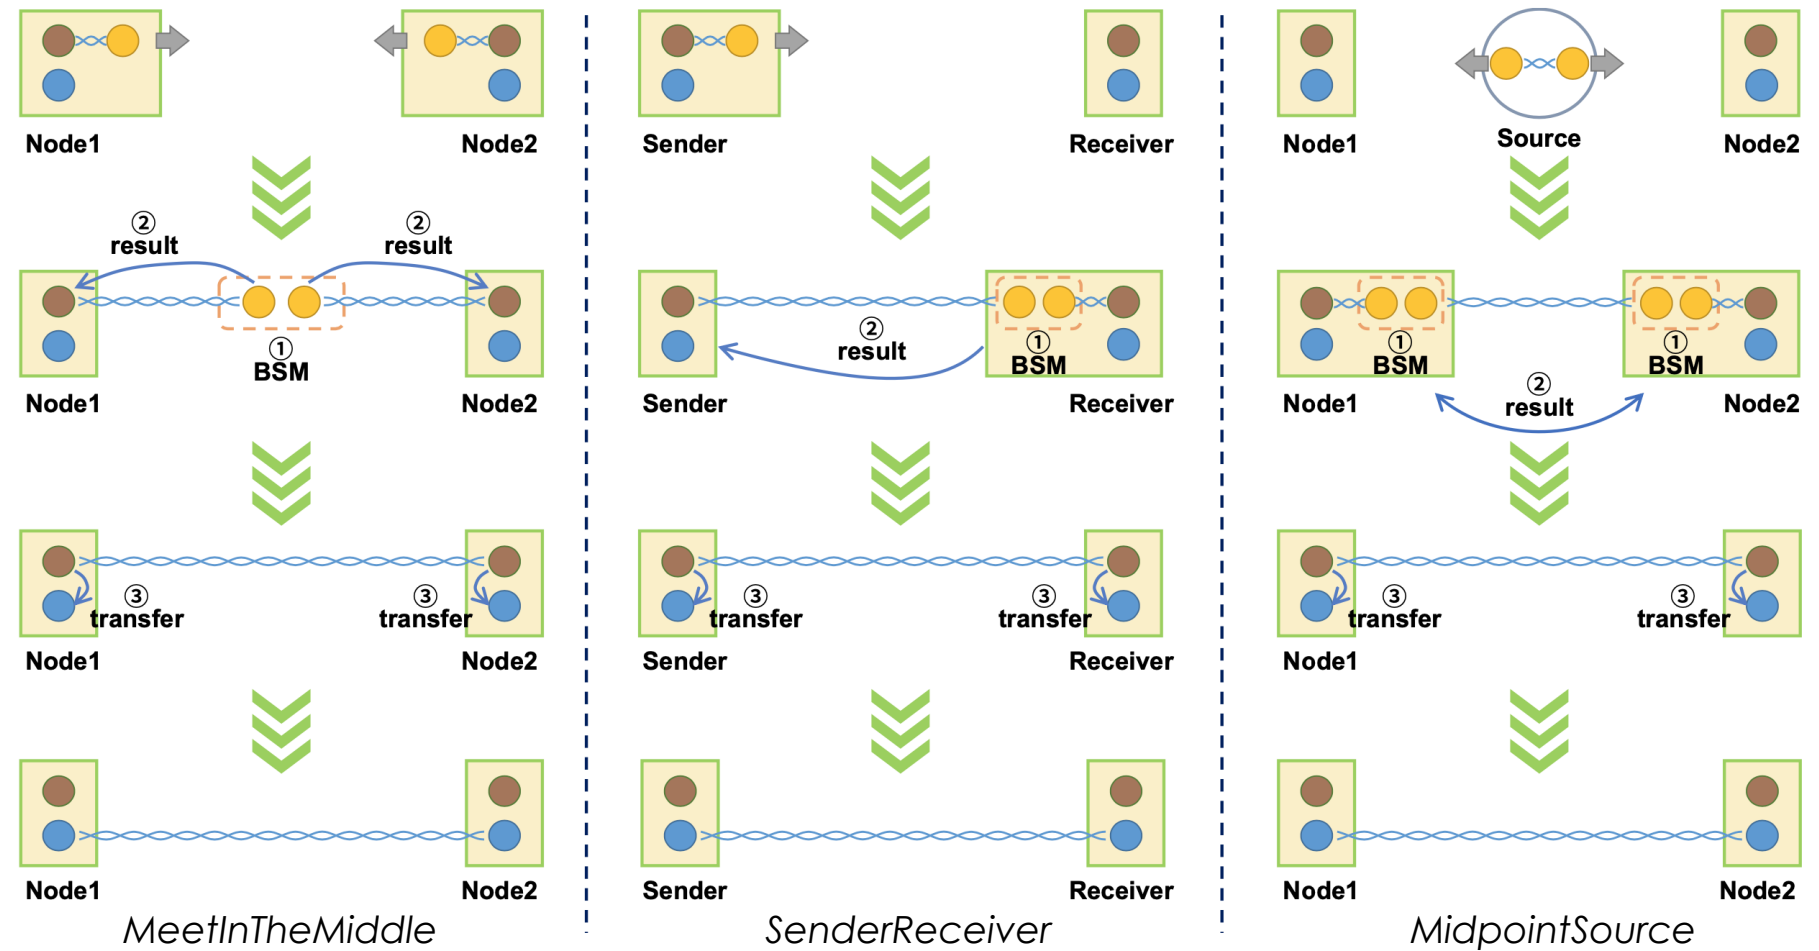 Node1
Node2
②
result
②
result
①
BSM
Node1
Node2
③
transfer
③
transfer
Node1
Node2
Node1
Node2
MeetInTheMiddle
Sender
Receiver
②
result
①
BSM
Sender
Receiver
③
transfer
③
transfer
Sender
Receiver
Sender
Receiver
SenderReceiver
Node1
Source
Node2
①
BSM
①
BSM
②
result
Node1
Node2
③
transfer
③
transfer
Node1
Node2
Node1
Node2
MidpointSource